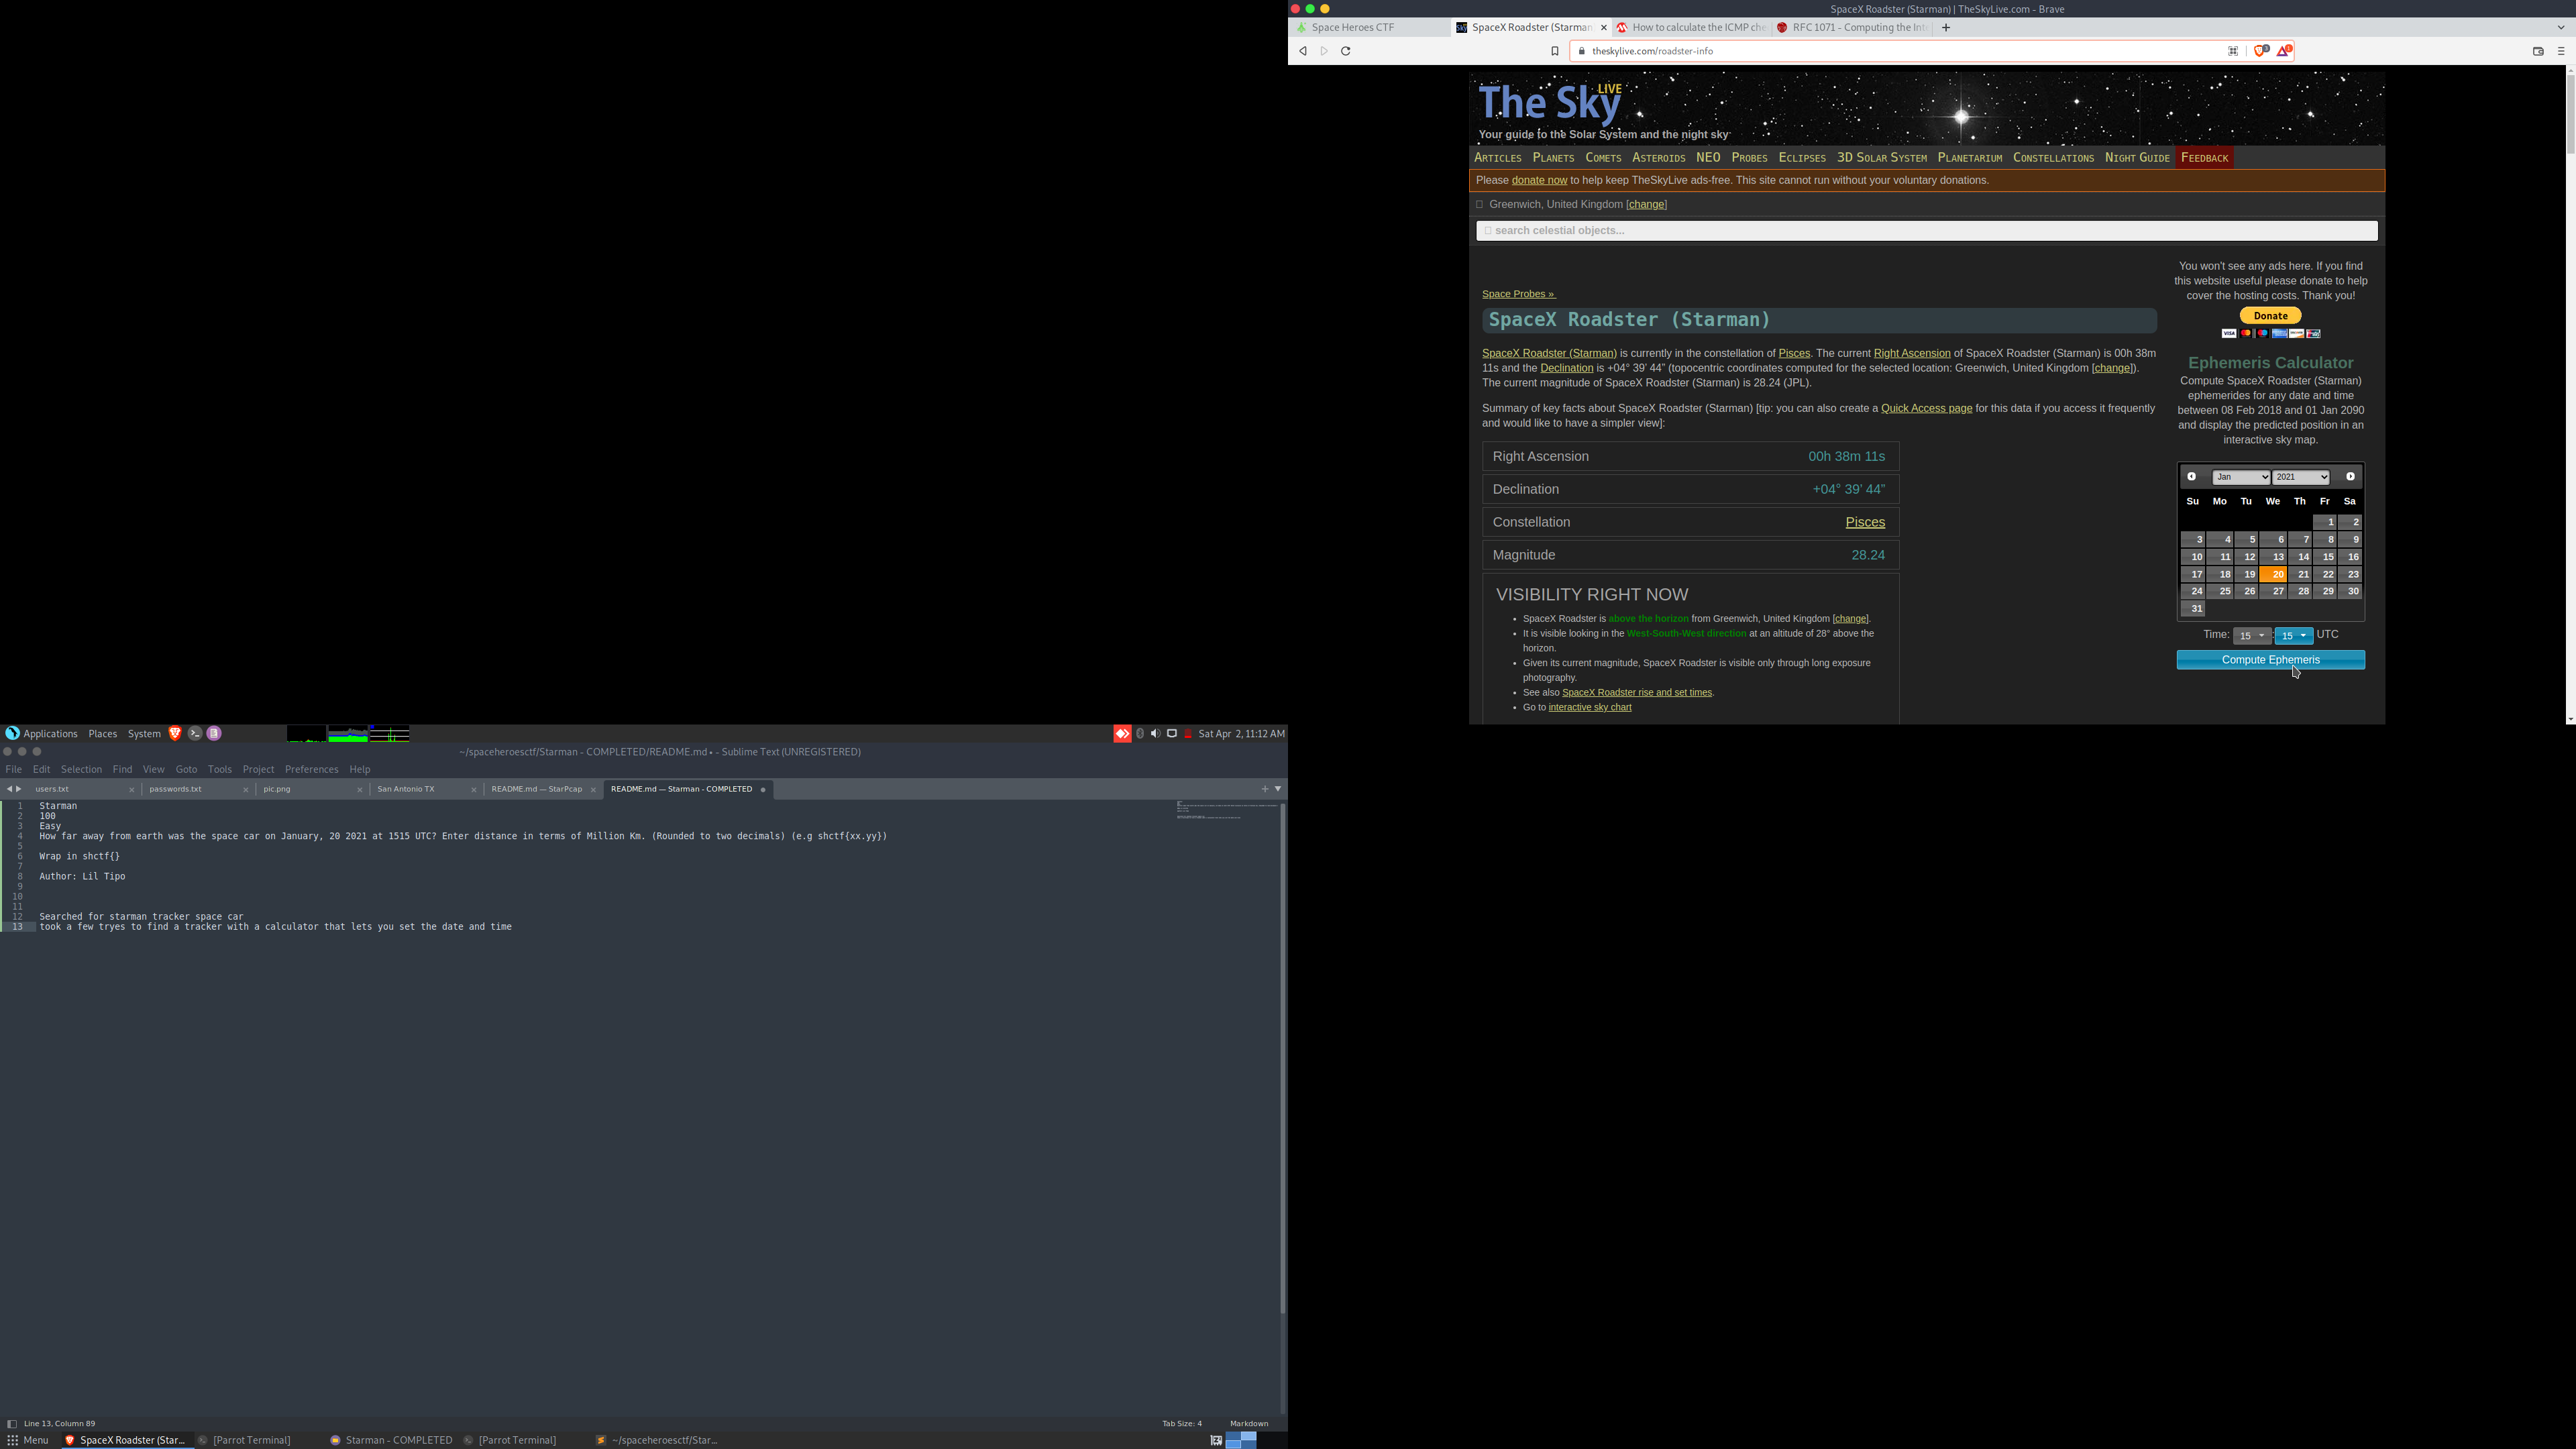 SpaceX Roadster (Starman) | TheSkyLive.com - Brave
Space Heroes CTF
SpaceX Roadster (Starman
How to calculate the ICMP che
RFC 1071 - Computing the Int
theskylive.com/roadster-info
The Sky LIVE
Your guide to the Solar System and the night sky
Articles Planets Comets Asteroids NEO Probes Eclipses 3D Solar System Planetarium Constellations Night Guide Feedback
Please donate now to help keep TheSkyLive ads-free. This site cannot run without your voluntary donations.
Greenwich, United Kingdom [change]
search celestial objects...
Space Probes »
SpaceX Roadster (Starman)
SpaceX Roadster (Starman) is currently in the constellation of Pisces. The current Right Ascension of SpaceX Roadster (Starman) is 00h 38m
11s and the Declination is +04° 39' 44" (topocentric coordinates computed for the selected location: Greenwich, United Kingdom [change]).
The current magnitude of SpaceX Roadster (Starman) is 28.24 (JPL).
Summary of key facts about SpaceX Roadster (Starman) [tip: you can also create a Quick Access page for this data if you access it frequently
and would like to have a simpler view]:
Right Ascension 00h 38m 11s
Declination +04° 39' 44"
Constellation Pisces
Magnitude 28.24
VISIBILITY RIGHT NOW
• SpaceX Roadster is above the horizon from Greenwich, United Kingdom [change].
• It is visible looking in the West-South-West direction at an altitude of 28° above the
horizon.
• Given its current magnitude, SpaceX Roadster is visible only through long exposure
photography.
• See also SpaceX Roadster rise and set times.
• Go to interactive sky chart
You won't see any ads here. If you find
this website useful please donate to help
cover the hosting costs. Thank you!
Donate
VISA
Ephemeris Calculator
Compute SpaceX Roadster (Starman)
ephemerides for any date and time
between 08 Feb 2018 and 01 Jan 2090
and display the predicted position in an
interactive sky map.
Jan 2021
Su Mo Tu We Th Fr Sa
1 2
3 4 5 6 7 8 9
10 11 12 13 14 15 16
17 18 19 20 21 22 23
24 25 26 27 28 29 30
31
Time: 15 : 15 UTC
Compute Ephemeris
Applications Places System
Sat Apr 2, 11:12 AM
~/spaceheroesctf/Starman - COMPLETED/README.md • - Sublime Text (UNREGISTERED)
File Edit Selection Find View Goto Tools Project Preferences Help
users.txt passwords.txt pic.png San Antonio TX README.md — StarPcap README.md — Starman - COMPLETED
1 Starman
2 100
3 Easy
4 How far away from earth was the space car on January, 20 2021 at 1515 UTC? Enter distance in terms of Million Km. (Rounded to two decimals) (e.g shctf{xx.yy})
5
6 Wrap in shctf{}
7
8 Author: Lil Tipo
9
10
11
12 Searched for starman tracker space car
13 took a few tryes to find a tracker with a calculator that lets you set the date and time
Line 13, Column 89
Tab Size: 4
Markdown
Menu
SpaceX Roadster (Star...
[Parrot Terminal]
Starman - COMPLETED
[Parrot Terminal]
~/spaceheroesctf/Star...